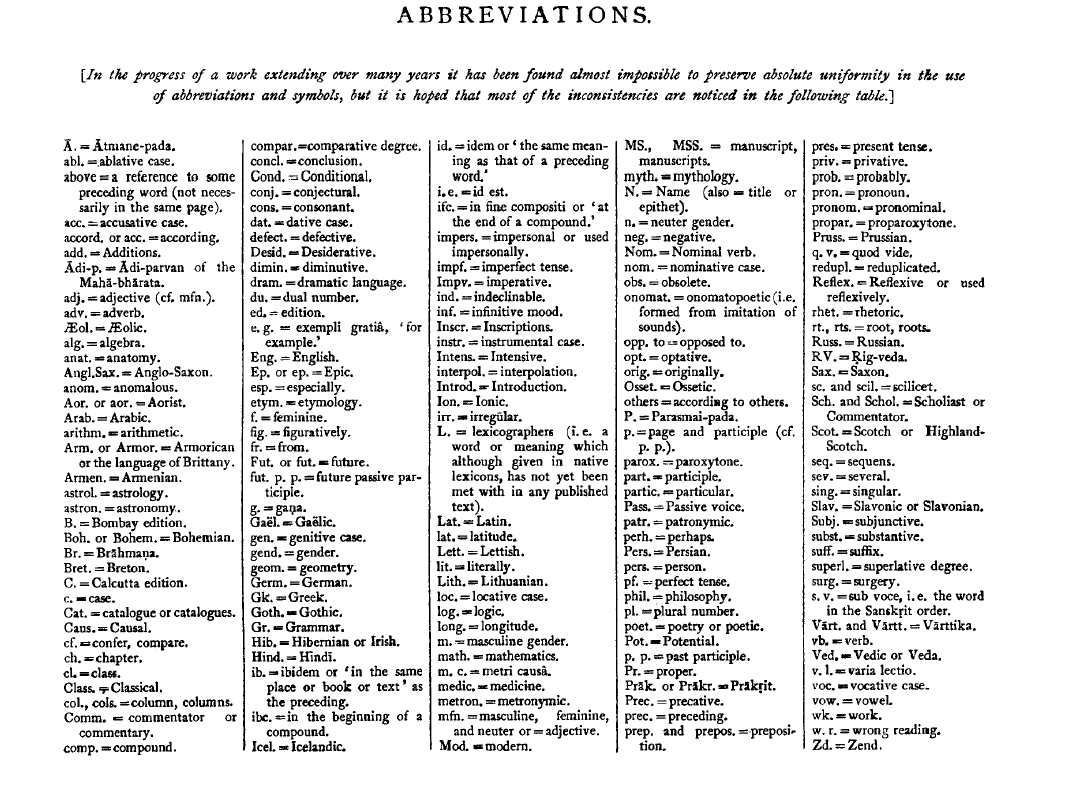 ABBREVIATIONS.
[In the progress of a work extending over many years it has been found almost impossible to preserve absolute uniformity in the use
of abbreviations and symbols, but it is hoped that most of the inconsistencies are noticed in the following table.]
Ā. = Ātmane-pada.
abl. = ablative case.
above = a reference to some
preceding word (not neces-
sarily in the same page).
acc. = accusative case.
accord. or acc. = according.
add. = Additions.
Ādi-p. = Ādi-parvan of the
Mahā-bhārata.
adj. = adjective (cf. mfn.).
adv. = adverb.
Æol. = Æolic.
alg. = algebra.
anat. = anatomy.
Angl.Sax. = Anglo-Saxon.
anom. = anomalous.
Aor. or aor. = Aorist.
Arab. = Arabic.
arithm. = arithmetic.
Arm. or Armor. = Armorican
or the language of Brittany.
Armen. = Armenian.
astrol. = astrology.
astron. = astronomy.
B. = Bombay edition.
Boh. or Bohem. = Bohemian.
Br. = Brāhmaṇa.
Bret. = Breton.
C. = Calcutta edition.
c. = case.
Cat. = catalogue or catalogues.
Caus. = Causal.
cf. = confer, compare.
ch. = chapter.
cl. = class.
Class. = Classical.
col., cols. = column, columns.
Comm. = commentator or
commentary.
comp. = compound.
compar. = comparative degree.
concl. = conclusion.
Cond. = Conditional.
conj. = conjectural.
cons. = consonant.
dat. = dative case.
defect. = defective.
Desid. = Desiderative.
dimin. = diminutive.
dram. = dramatic language.
du. = dual number.
ed. = edition.
e. g. = exempli gratiâ, ‘for
example.’
Eng. = English.
Ep. or ep. = Epic.
esp. = especially.
etym. = etymology.
f. = feminine.
fig. = figuratively.
fr. = from.
Fut. or fut. = future.
fut. p. p. = future passive par-
ticiple.
g. = gaṇa.
Gaël. = Gaëlic.
gen. = genitive case.
gend. = gender.
geom. = geometry.
Germ. = German.
Gk. = Greek.
Goth. = Gothic.
Gr. = Grammar.
Hib. = Hibernian or Irish.
Hind. = Hindī.
ib. = ibidem or ‘in the same
place or book or text’ as
the preceding.
ibc. = in the beginning of a
compound.
Icel. = Icelandic.
id. = idem or ‘the same mean-
ing as that of a preceding
word.’
i. e. = id est.
ifc. = in fine compositi or ‘at
the end of a compound.’
impers. = impersonal or used
impersonally.
impf. = imperfect tense.
Impv. = imperative.
ind. = indeclinable.
inf. = infinitive mood.
Inscr. = Inscriptions.
instr. = instrumental case.
Intens. = Intensive.
interpol. = interpolation.
Introd. = Introduction.
Ion. = Ionic.
irr. = irregular.
L. = lexicographers (i. e. a
word or meaning which
although given in native
lexicons, has not yet been
met with in any published
text).
Lat. = Latin.
lat. = latitude.
Lett. = Lettish.
lit. = literally.
Lith. = Lithuanian.
loc. = locative case.
log. = logic.
long. = longitude.
m. = masculine gender.
math. = mathematics.
m. c. = metri causâ.
medic. = medicine.
metron. = metronymic.
mfn. = masculine, feminine,
and neuter or = adjective.
Mod. = modern.
MS., MSS. = manuscript,
manuscripts.
myth. = mythology.
N. = Name (also = title or
epithet).
n. = neuter gender.
neg. = negative.
Nom. = Nominal verb.
nom. = nominative case.
obs. = obsolete.
onomat. = onomatopoetic (i.e.
formed from imitation of
sounds).
opp. to = opposed to.
opt. = optative.
orig. = originally.
Osset. = Ossetic.
others = according to others.
P. = Parasmai-pada.
p. = page and participle (cf.
p. p.).
parox. = paroxytone.
part. = participle.
partic. = particular.
Pass. = Passive voice.
patr. = patronymic.
perh. = perhaps.
Pers. = Persian.
pers. = person.
pf. = perfect tense.
phil. = philosophy.
pl. = plural number.
poet. = poetry or poetic.
Pot. = Potential.
p. p. = past participle.
Pr. = proper.
Prāk. or Prākr. = Prākṛit.
Prec. = precative.
prec. = preceding.
prep. and prepos. = preposi-
tion.
pres. = present tense.
priv. = privative.
prob. = probably.
pron. = pronoun.
pronom. = pronominal.
propar. = proparoxytone.
Pruss. = Prussian.
q. v. = quod vide.
redupl. = reduplicated.
Reflex. = Reflexive or used
reflexively.
rhet. = rhetoric.
rt., rts. = root, roots.
Russ. = Russian.
RV. = Ṛig-veda.
Sax. = Saxon.
sc. and scil. = scilicet.
Sch. and Schol. = Scholiast or
Commentator.
Scot. = Scotch or Highland-
Scotch.
seq. = sequens.
sev. = several.
sing. = singular.
Slav. = Slavonic or Slavonian.
Subj. = subjunctive.
subst. = substantive.
suff. = suffix.
superl. = superlative degree.
surg. = surgery.
s. v. = sub voce, i. e. the word
in the Sanskṛit order.
Vārt. and Vārtt. = Vārttika.
vb. = verb.
Ved. = Vedic or Veda.
v. l. = varia lectio.
voc. = vocative case.
vow. = vowel.
wk. = work.
w. r. = wrong reading.
Zd. = Zend.